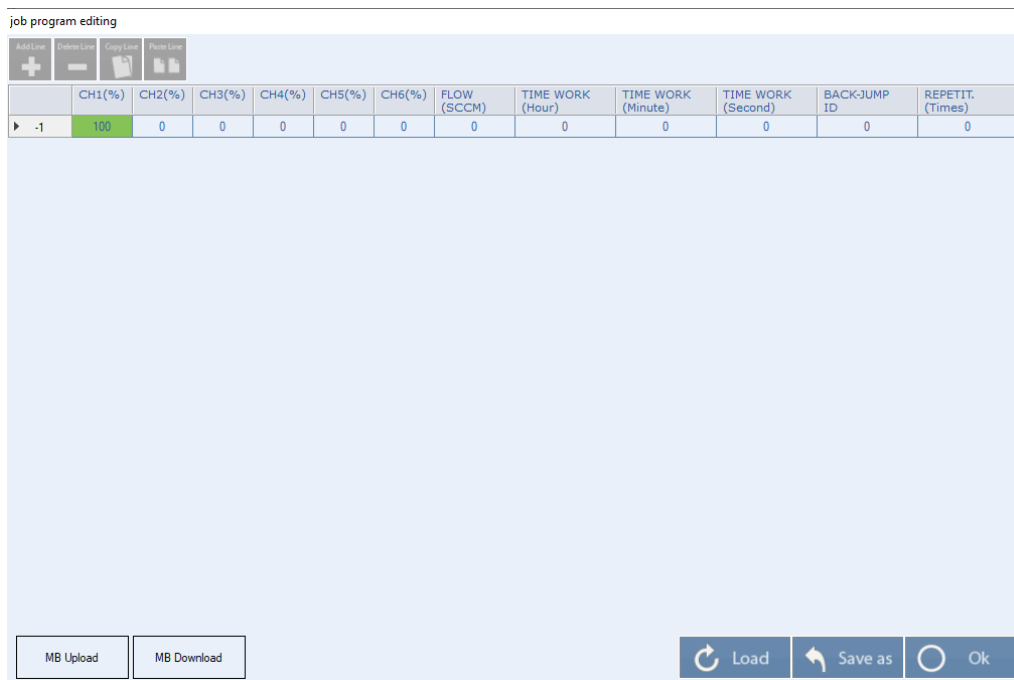 job program editing
Add Line Delete Line Copy Line Paste Line
CH1(%) CH2(%) CH3(%) CH4(%) CH5(%) CH6(%) FLOW (SCCM) TIME WORK (Hour) TIME WORK (Minute) TIME WORK (Second) BACK-JUMP ID REPETIT. (Times)
-1 100 0 0 0 0 0 0 0 0 0 0 0
MB Upload MB Download Load Save as Ok